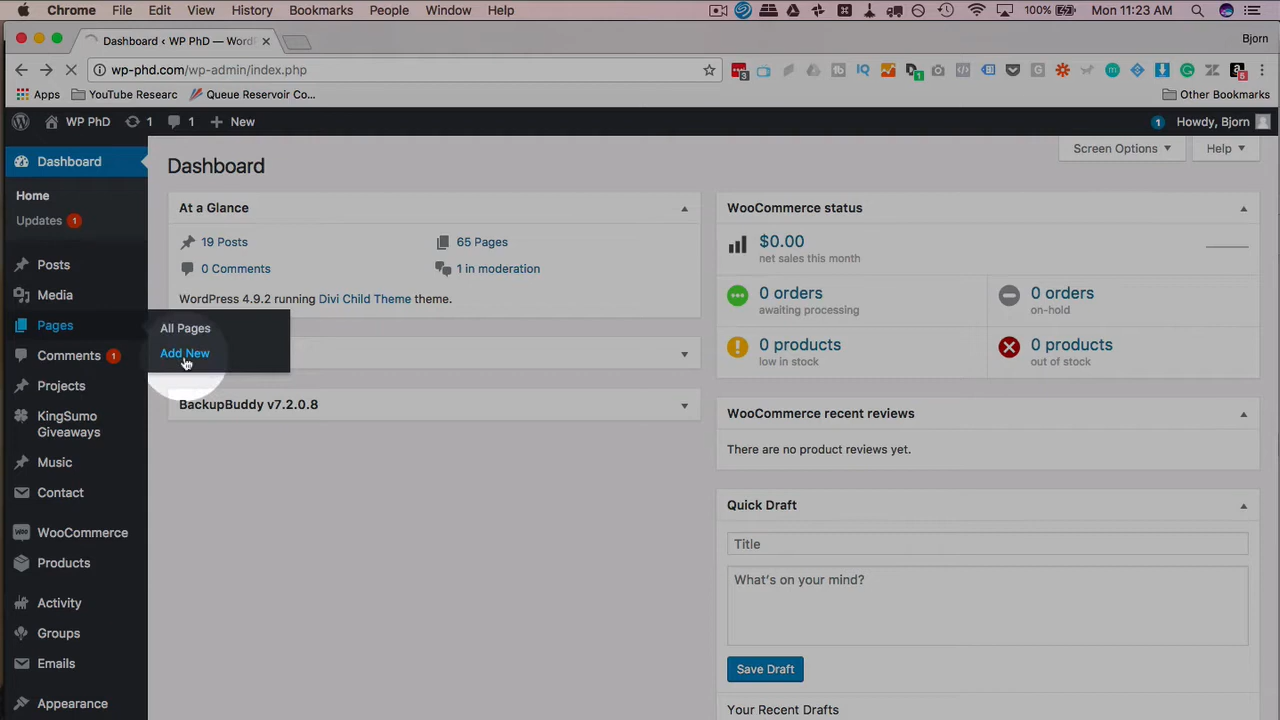 Chrome File Edit View History Bookmarks People Window Help 100% Mon 11:23 AM
Dashboard ‹ WP PhD — WordP Bjorn
wp-phd.com/wp-admin/index.php 3 1 5
Apps YouTube Researc Queue Reservoir Co... Other Bookmarks
WP PhD 1 1 New 1 Howdy, Bjorn
Screen Options Help
Dashboard
Home
Updates 1
Posts
Media
Pages
All Pages
Add New
Comments 1
Projects
KingSumo
Giveaways
Music
Contact
WooCommerce
Products
Activity
Groups
Emails
Appearance
Dashboard
At a Glance
19 Posts 65 Pages
0 Comments 1 in moderation
WordPress 4.9.2 running Divi Child Theme theme.
BackupBuddy v7.2.0.8
WooCommerce status
$0.00
net sales this month
0 orders
awaiting processing
0 orders
on-hold
0 products
low in stock
0 products
out of stock
WooCommerce recent reviews
There are no product reviews yet.
Quick Draft
Title
What's on your mind?
Save Draft
Your Recent Drafts